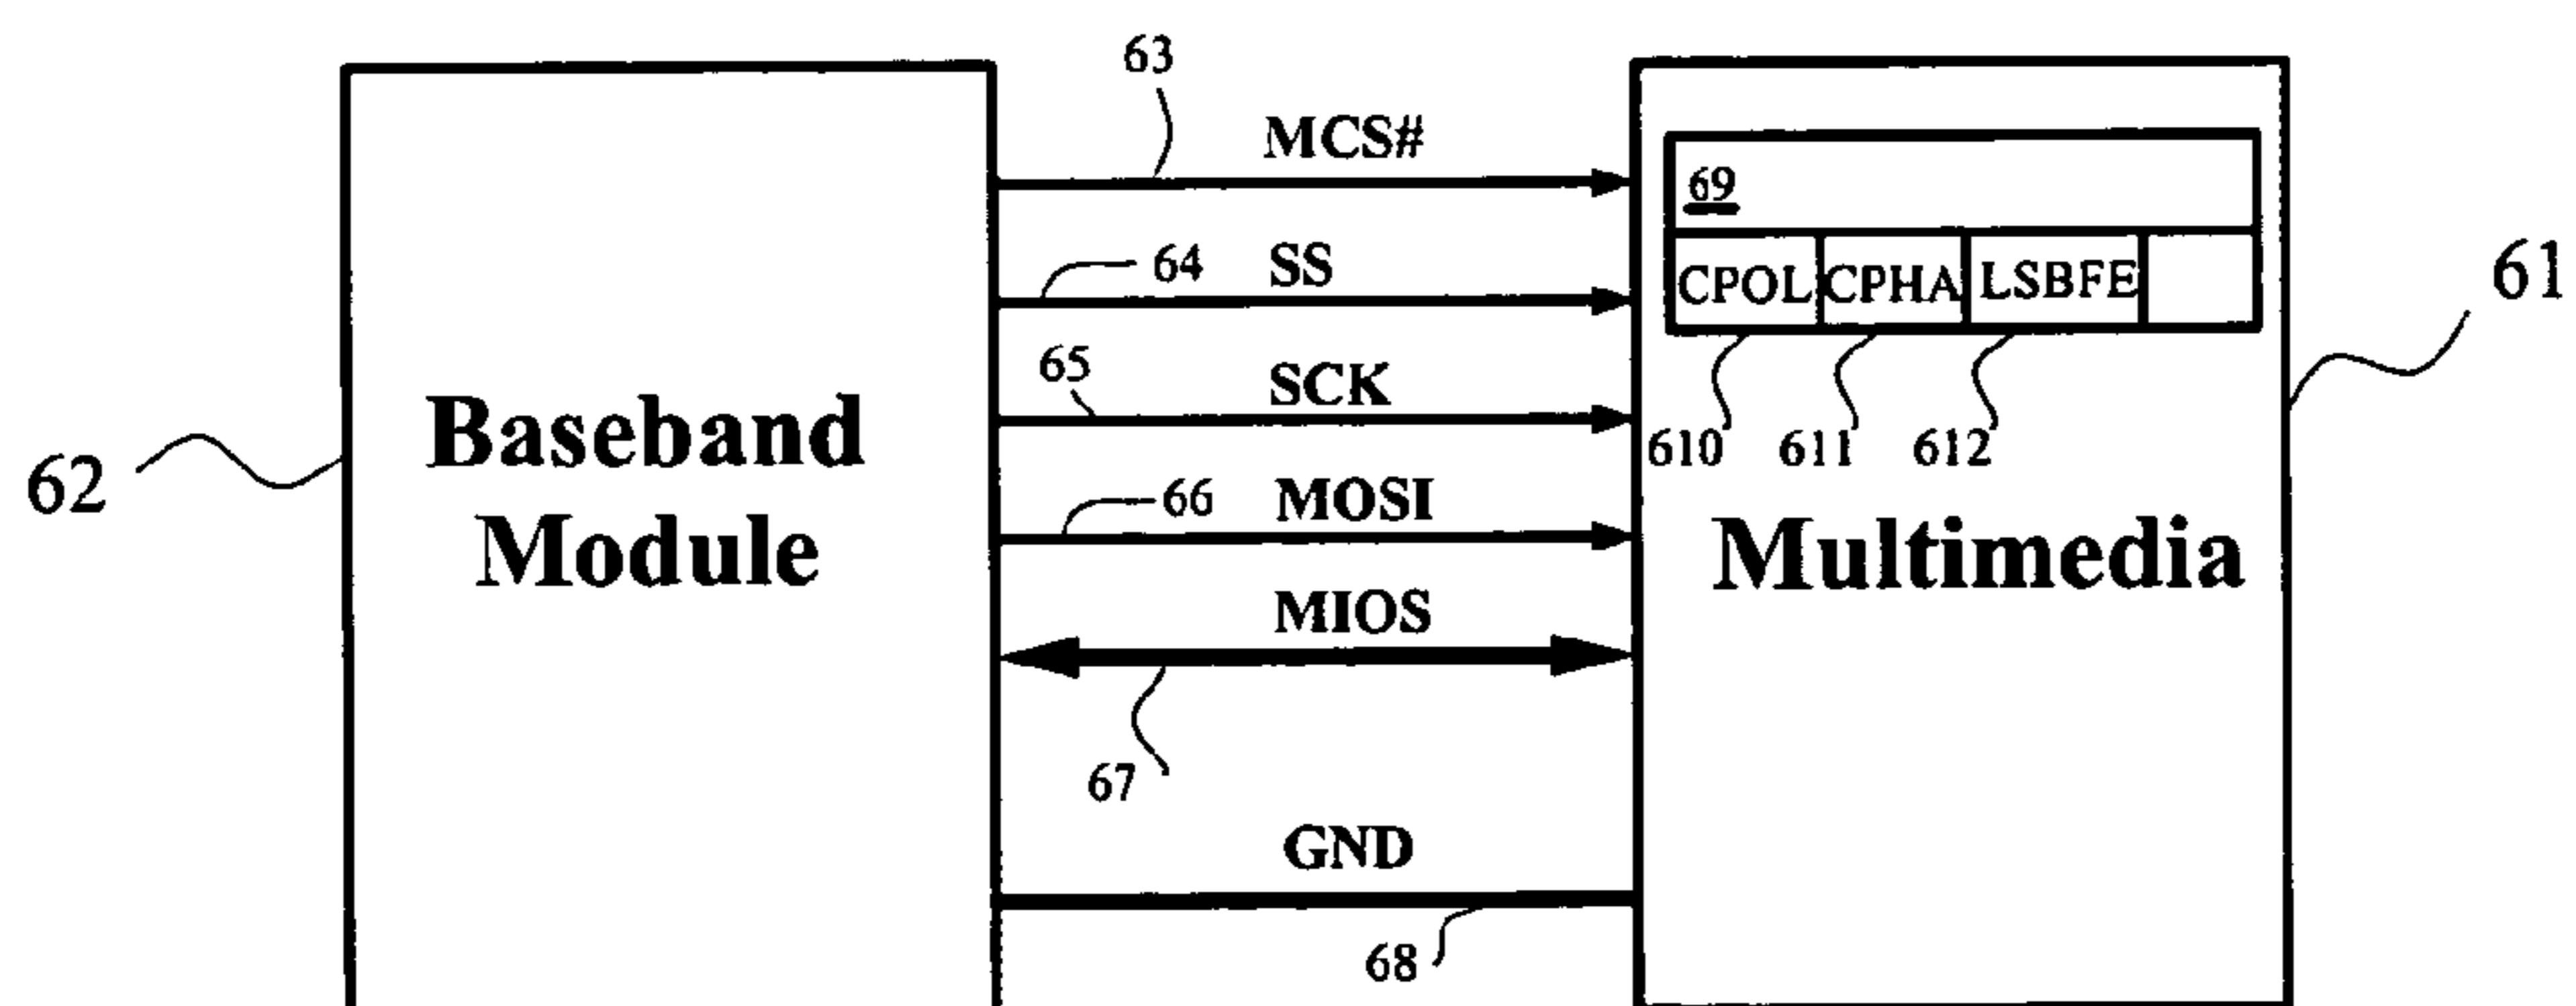 63
MCS#
69
64
SS
CPOL CPHA LSBFE
61
65
SCK
610 611 612
Baseband
Module
62
66
MOSI
Multimedia
MIOS
67
GND
68